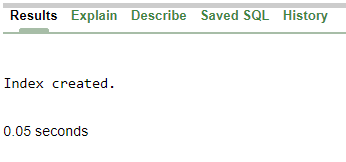 Results Explain Describe Saved SQL History
Index created.
0.05 seconds